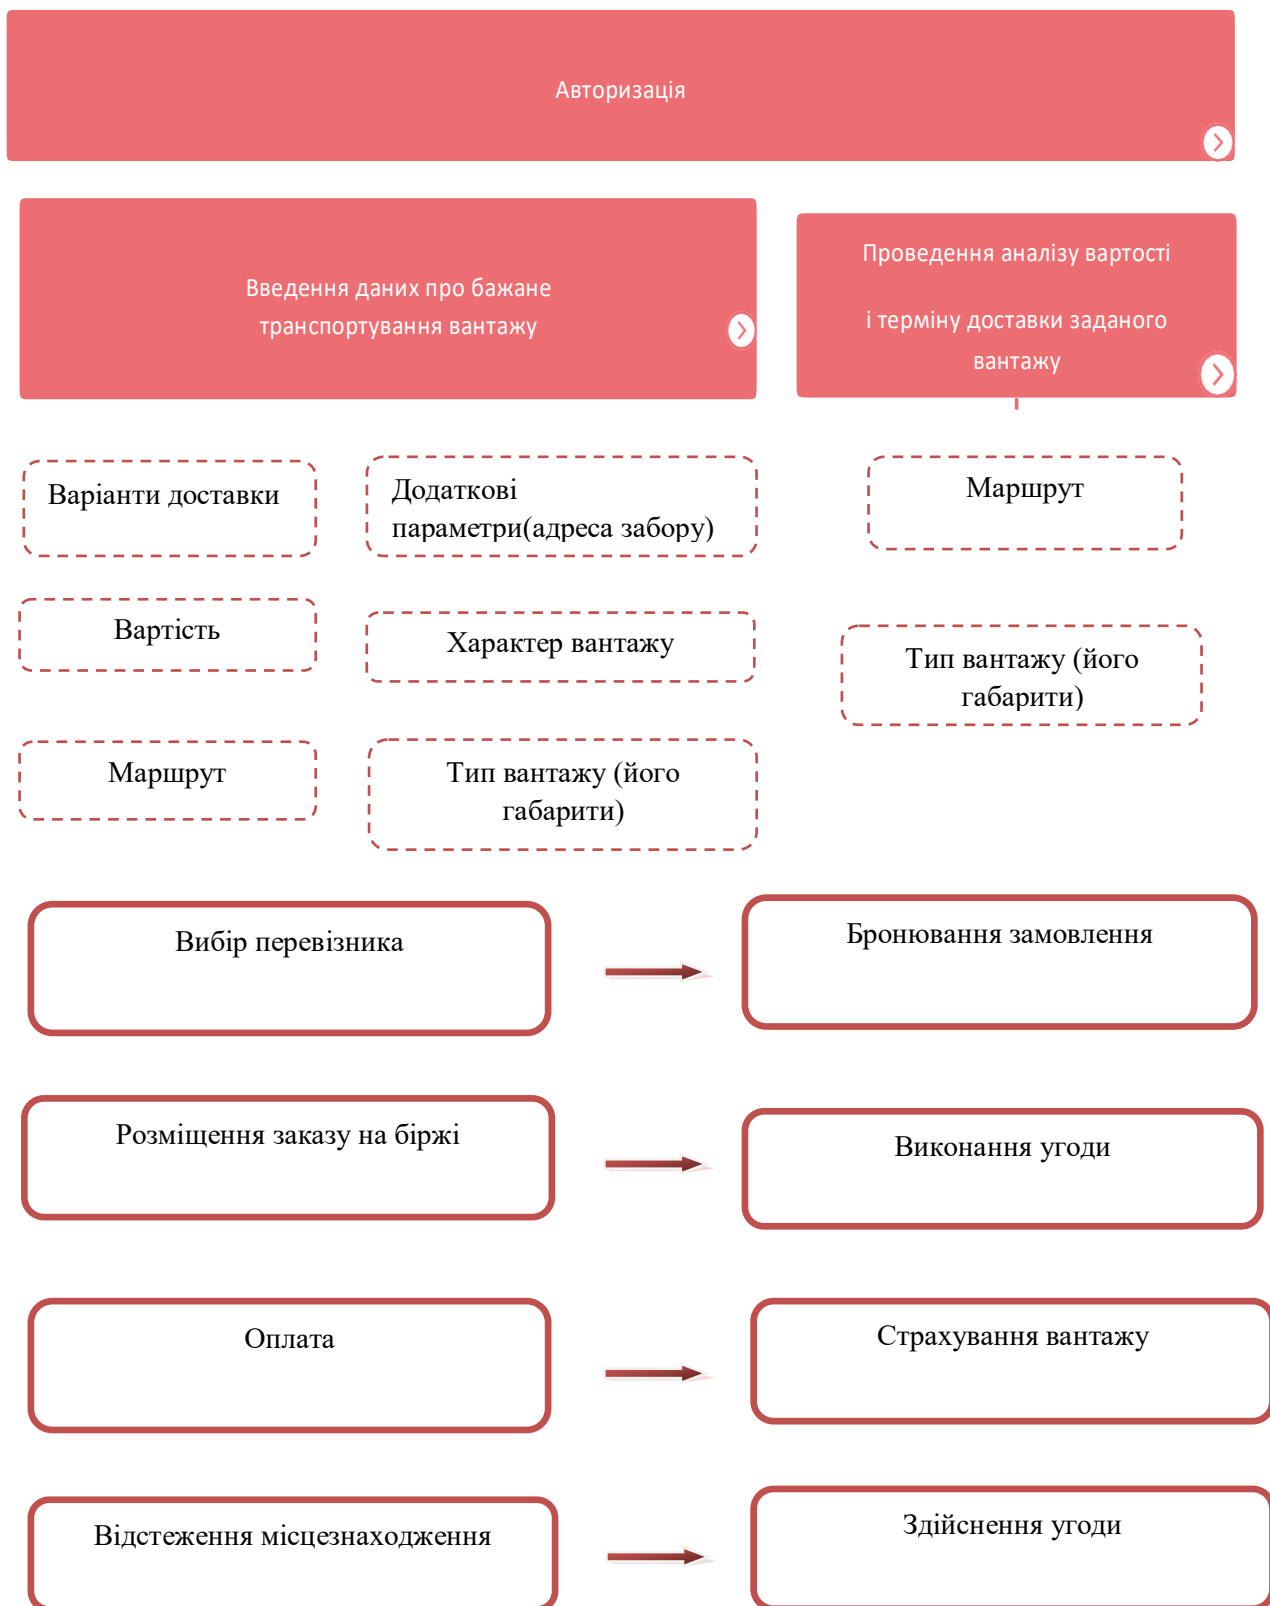 Авторизація
Введення даних про бажане
транспортування вантажу
Проведення аналізу вартості
і терміну доставки заданого
вантажу
Варіанти доставки
Додаткові
параметри(адреса забору)
Маршрут
Вартість
Характер вантажу
Тип вантажу (його
габарити)
Маршрут
Тип вантажу (його
габарити)
Вибір перевізника
Бронювання замовлення
Розміщення заказу на біржі
Виконання угоди
Оплата
Страхування вантажу
Відстеження місцезнаходження
Здійснення угоди